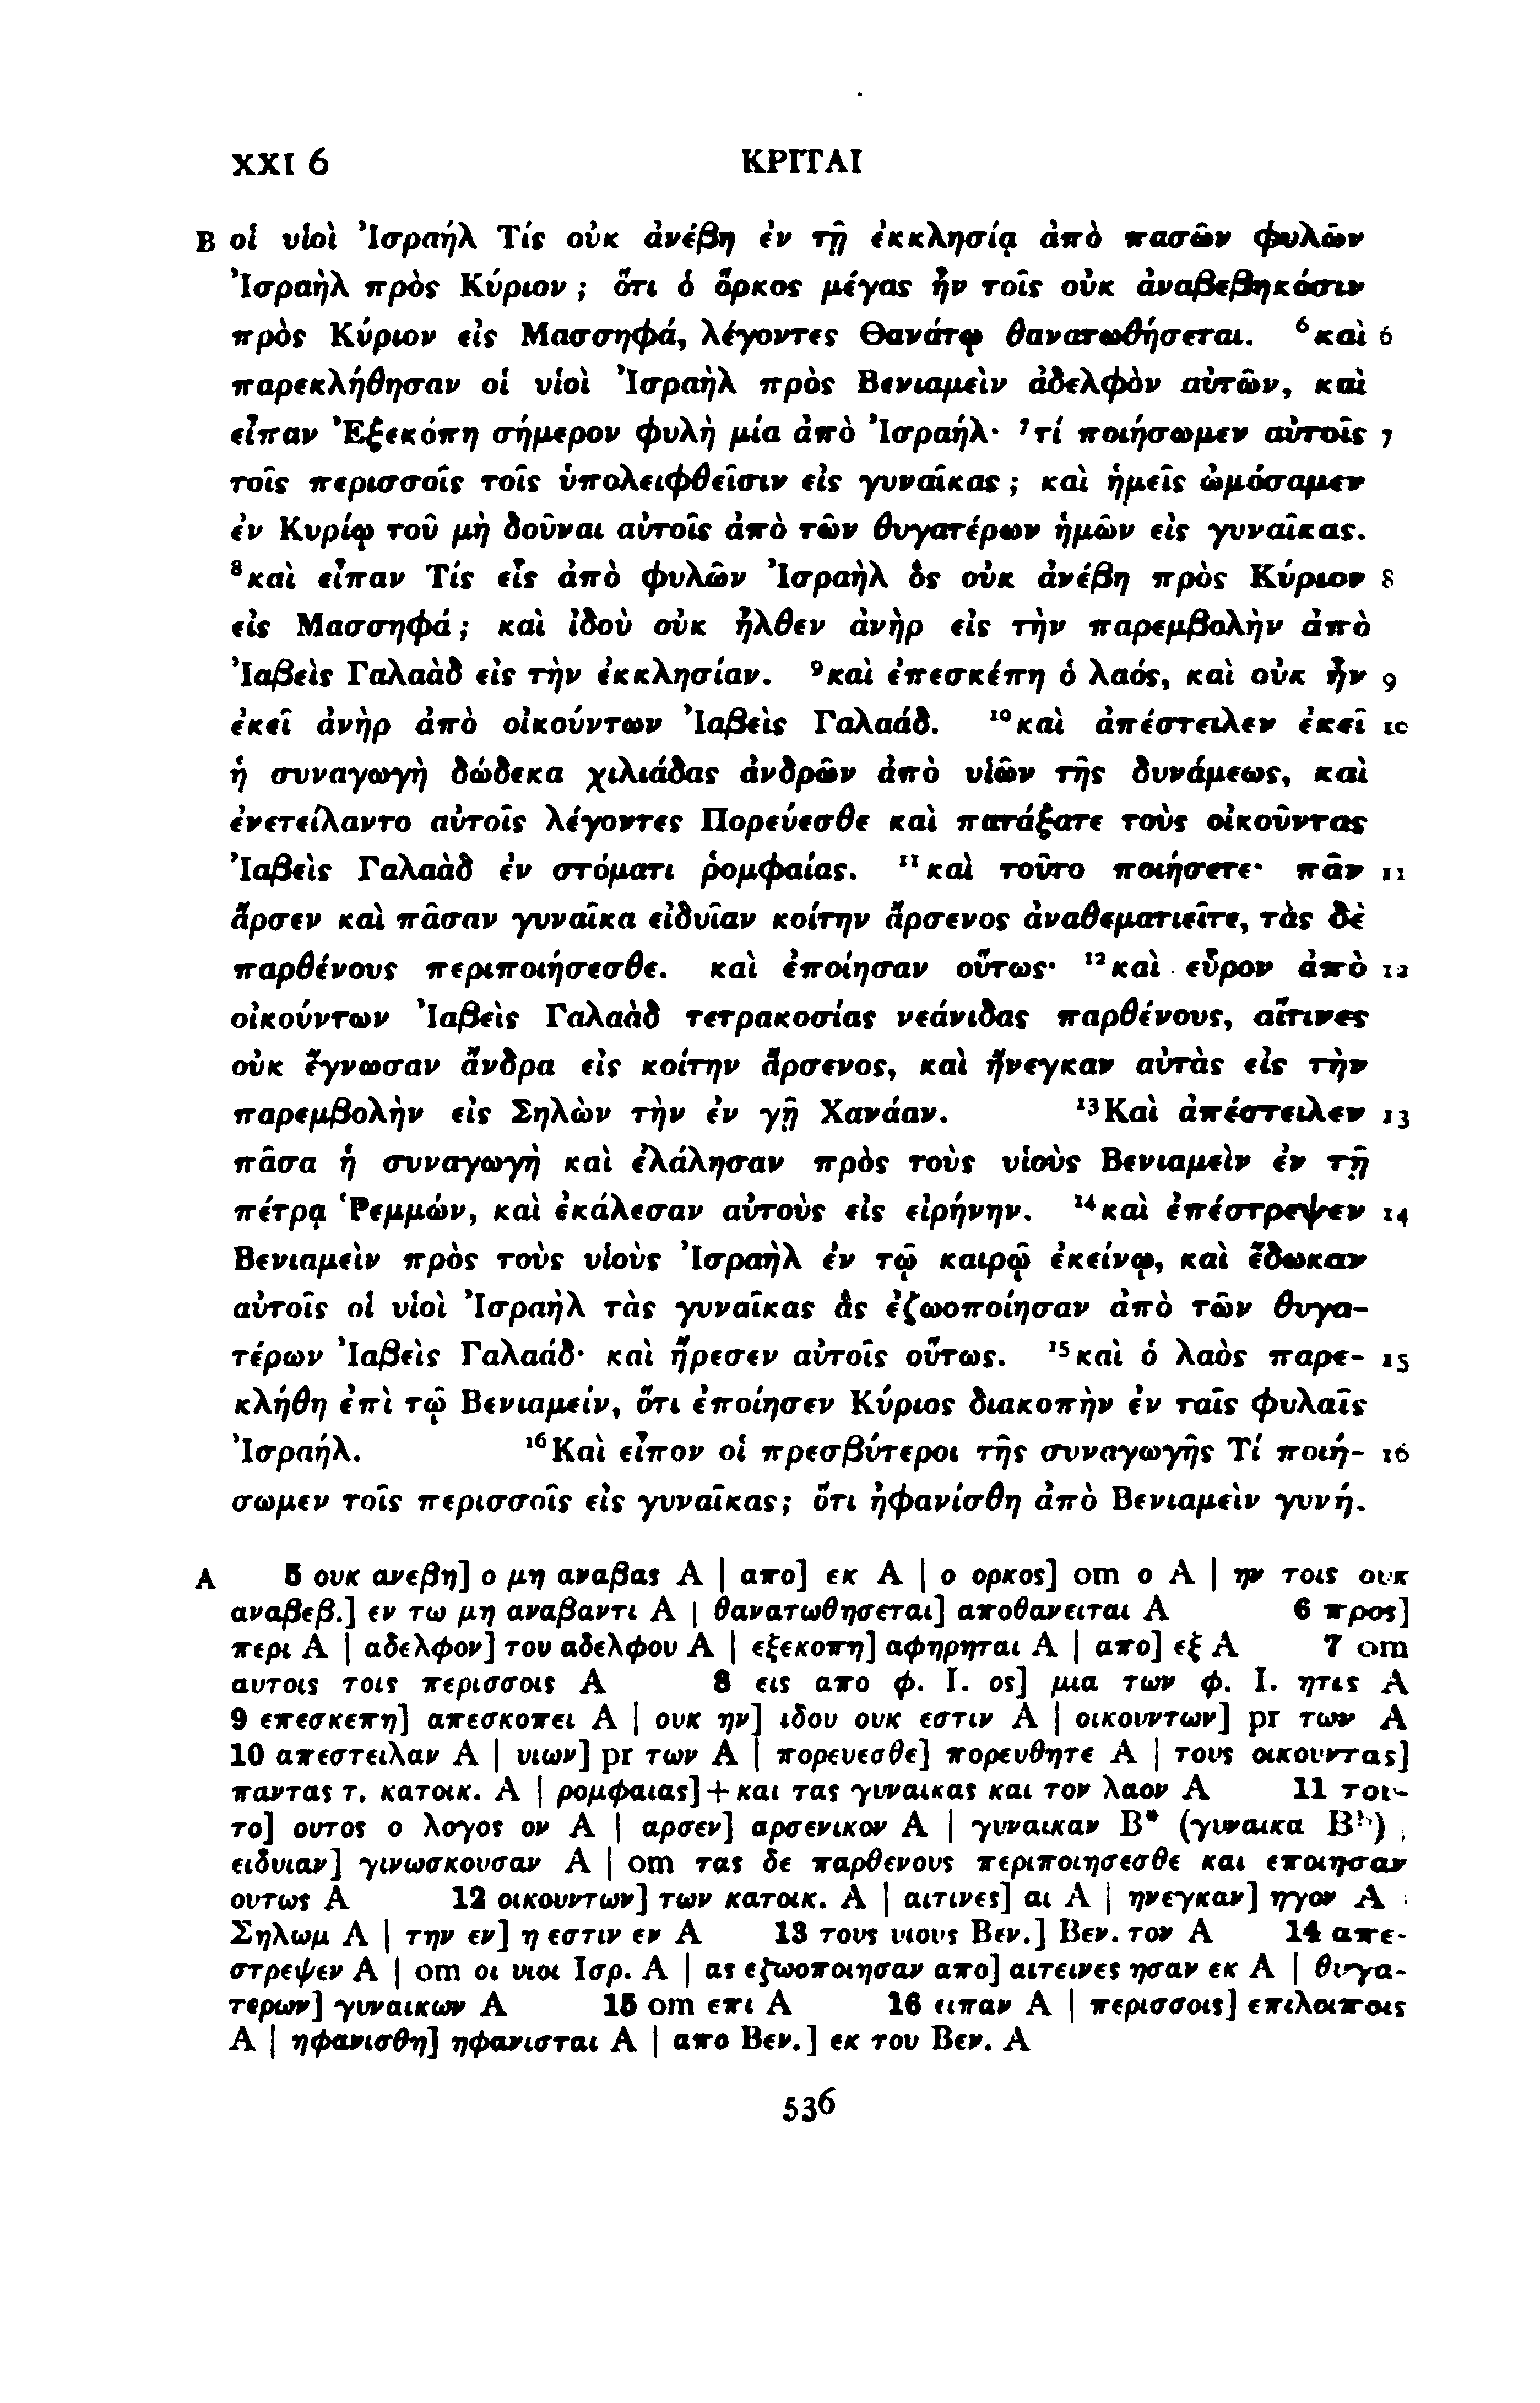 XXI 6 ΚΡΙΤΑΙ
B οἱ υἱοὶ Ἰσραήλ Τίς οὐκ ἀνέβη ἐν τῇ ἐκκλησίᾳ ἀπὸ πασῶν φυλῶν
Ἰσραὴλ πρὸς Κύριον ; ὅτι ὁ ὅρκος μέγας ἦν τοῖς οὐκ ἀναβεβηκόσιν
πρὸς Κύριον εἰς Μασσηφά, λέγοντες Θανάτῳ θανατωθήσεται. ⁶καὶ 6
παρεκλήθησαν οἱ υἱοὶ Ἰσραὴλ πρὸς Βενιαμεὶν ἀδελφὸν αὐτῶν, καὶ
εἶπαν Ἐξεκόπη σήμερον φυλὴ μία ἀπὸ Ἰσραήλ· ⁷τί ποιήσωμεν αὐτοῖς 7
τοῖς περισσοῖς τοῖς ὑπολειφθεῖσιν εἰς γυναῖκας ; καὶ ἡμεῖς ὠμόσαμεν
ἐν Κυρίῳ τοῦ μὴ δοῦναι αὐτοῖς ἀπὸ τῶν θυγατέρων ἡμῶν εἰς γυναῖκας.
⁸καὶ εἶπαν Τίς εἷς ἀπὸ φυλῶν Ἰσραὴλ ὃς οὐκ ἀνέβη πρὸς Κύριον 8
εἰς Μασσηφά ; καὶ ἰδοὺ οὐκ ἦλθεν ἀνὴρ εἰς τὴν παρεμβολὴν ἀπὸ
Ἰαβεὶς Γαλαὰδ εἰς τὴν ἐκκλησίαν. ⁹καὶ ἐπεσκέπη ὁ λαός, καὶ οὐκ ἦν 9
ἐκεῖ ἀνὴρ ἀπὸ οἰκούντων Ἰαβεὶς Γαλαάδ. ¹⁰καὶ ἀπέστειλεν ἐκεῖ 10
ἡ συναγωγὴ δώδεκα χιλιάδας ἀνδρῶν ἀπὸ υἱῶν τῆς δυνάμεως, καὶ
ἐνετείλαντο αὐτοῖς λέγοντες Πορεύεσθε καὶ πατάξατε τοὺς οἰκοῦντας
Ἰαβεὶς Γαλαὰδ ἐν στόματι ῥομφαίας. ¹¹καὶ τοῦτο ποιήσετε· πᾶν 11
ἄρσεν καὶ πᾶσαν γυναῖκα εἰδυῖαν κοίτην ἄρσενος ἀναθεματιεῖτε, τὰς δὲ
παρθένους περιποιήσεσθε. καὶ ἐποίησαν οὕτως· ¹²καὶ εὗρον ἀπὸ 12
οἰκούντων Ἰαβεὶς Γαλαὰδ τετρακοσίας νεάνιδας παρθένους, αἵτινες
οὐκ ἔγνωσαν ἄνδρα εἰς κοίτην ἄρσενος, καὶ ἤνεγκαν αὐτὰς εἰς τὴν
παρεμβολὴν εἰς Σηλὼν τὴν ἐν γῇ Χανάαν. ¹³Καὶ ἀπέστειλεν 13
πᾶσα ἡ συναγωγὴ καὶ ἐλάλησαν πρὸς τοὺς υἱοὺς Βενιαμεὶν ἐν τῇ
πέτρᾳ Ῥεμμών, καὶ ἐκάλεσαν αὐτοὺς εἰς εἰρήνην. ¹⁴καὶ ἐπέστρεψεν 14
Βενιαμεὶν πρὸς τοὺς υἱοὺς Ἰσραὴλ ἐν τῷ καιρῷ ἐκείνῳ, καὶ ἔδωκαν
αὐτοῖς οἱ υἱοὶ Ἰσραὴλ τὰς γυναῖκας ἃς ἐζωοποίησαν ἀπὸ τῶν θυγα-
τέρων Ἰαβεὶς Γαλαάδ· καὶ ἤρεσεν αὐτοῖς οὕτως. ¹⁵καὶ ὁ λαὸς παρε- 15
κλήθη ἐπὶ τῷ Βενιαμείν, ὅτι ἐποίησεν Κύριος διακοπὴν ἐν ταῖς φυλαῖς
Ἰσραήλ. ¹⁶Καὶ εἶπον οἱ πρεσβύτεροι τῆς συναγωγῆς Τί ποιή- 16
σωμεν τοῖς περισσοῖς εἰς γυναῖκας; ὅτι ἠφανίσθη ἀπὸ Βενιαμεὶν γυνή.
A 5 ουκ ανεβη] ο μη αναβας A | απο] εκ A | ο ορκος] om ο A | ην τοις ουκ
αναβεβ.] εν τω μη αναβαντι A | θανατωθησεται] αποθανειται A 6 προς]
περι A | αδελφον] του αδελφου A | εξεκοπη] αφηρηται A | απο] εξ A 7 om
αυτοις τοις περισσοις A 8 εις απο φ. Ι. ος] μια των φ. Ι. ητις A
9 επεσκεπη] απεσκοπει A | ουκ ην] ιδου ουκ εστιν A | οικουντων] pr των A
10 απεστειλαν A | υιων] pr των A | πορευεσθε] πορευθητε A | τους οικουντας]
παντας τ. κατοικ. A | ρομφαιας]+και τας γυναικας και τον λαον A 11 του-
το] ουτος ο λογος ον A | αρσεν] αρσενικον A | γυναικαν B* (γυναικα Bᵇ)
ειδυιαν] γινωσκουσαν A | om τας δε παρθενους περιποιησεσθε και εποιησαν
ουτως A 12 οικουντων] των κατοικ. A | αιτινες] αι A | ηνεγκαν] ηγον A
Σηλωμ A | την εν] η εστιν εν A 13 τους υιους Βεν.] Βεν. τον A 14 απε-
στρεψεν A | om οι υιοι Ισρ. A | ας εζωοποιησαν απο] αιτεινες ησαν εκ A | θυγα-
τερων] γυναικων A 15 om επι A 16 ειπαν A | περισσοις] επιλοιποις
A | ηφανισθη] ηφανισται A | απο Βεν.] εκ του Βεν. A
536